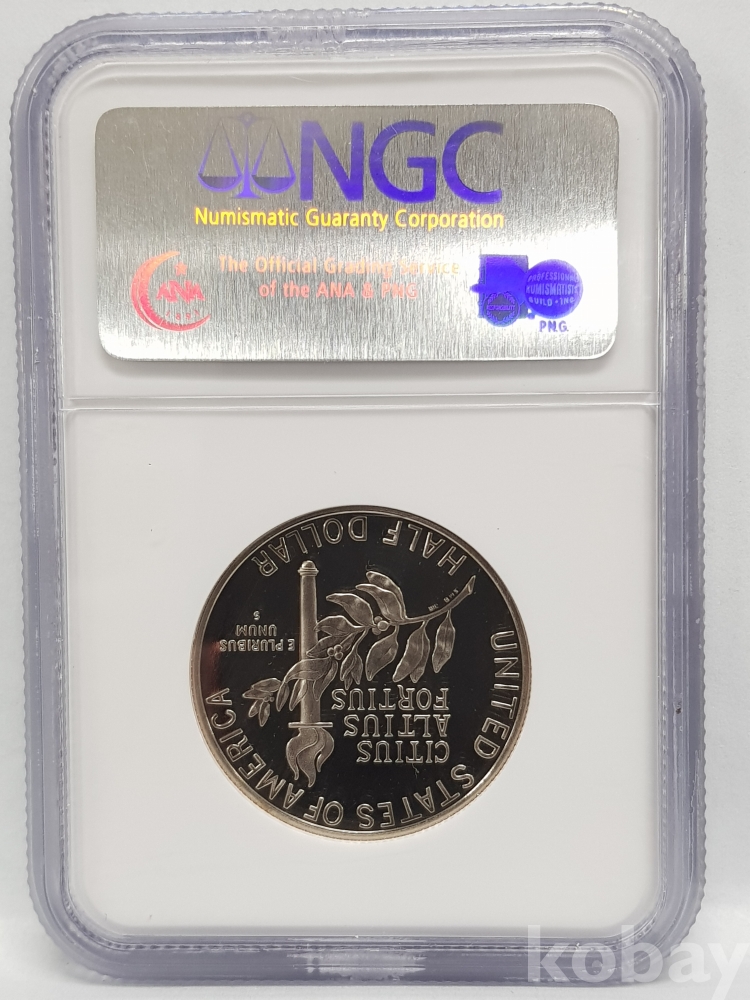 NGC
Numismatic Guaranty Corporation
The Official Grading Service
of the ANA & PNG
ANA
PROFESSIONAL
NUMISMATISTS
GUILD • INC
P.N.G.
UNITED STATES OF AMERICA
CITIUS
ALTIUS
FORTIUS
E PLURIBUS
UNUM
S
HALF DOLLAR
kobay